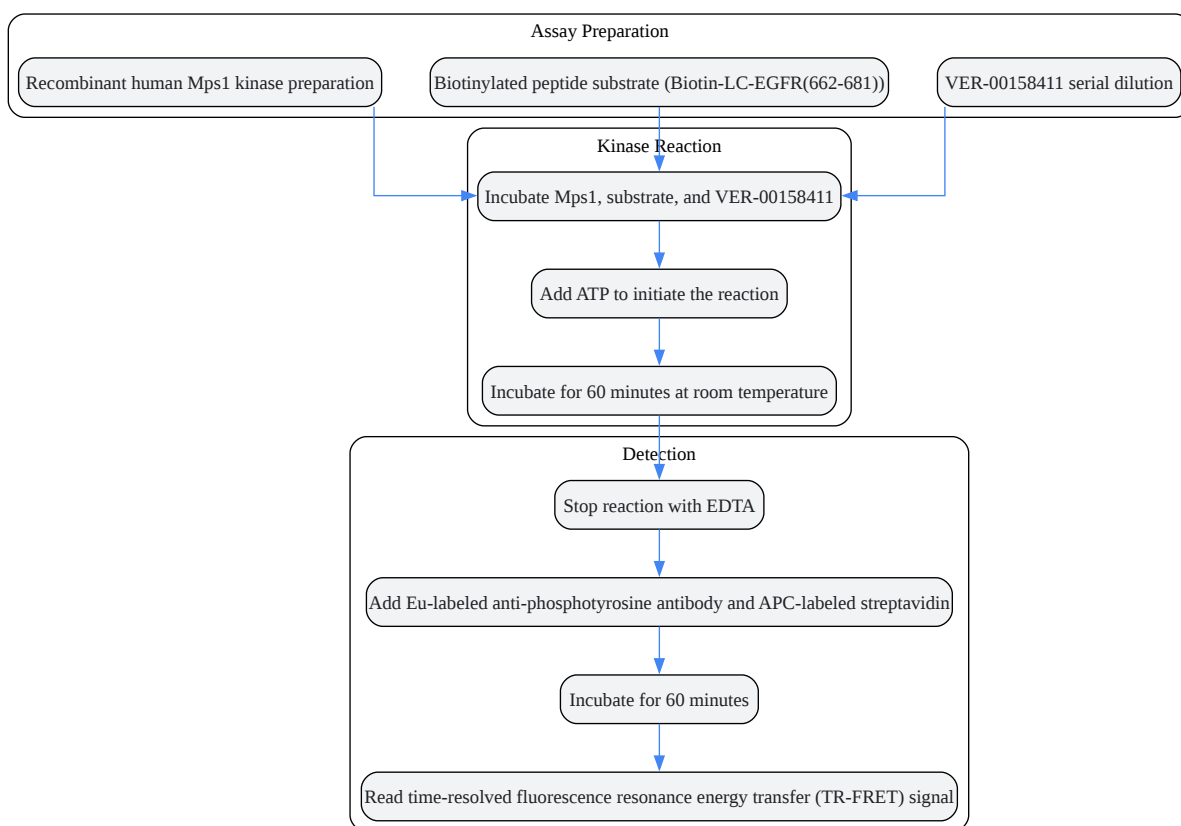 Assay Preparation
Recombinant human Mps1 kinase preparation
Biotinylated peptide substrate (Biotin-LC-EGFR(662-681))
VER-00158411 serial dilution
Kinase Reaction
Incubate Mps1, substrate, and VER-00158411
Add ATP to initiate the reaction
Incubate for 60 minutes at room temperature
Detection
Stop reaction with EDTA
Add Eu-labeled anti-phosphotyrosine antibody and APC-labeled streptavidin
Incubate for 60 minutes
Read time-resolved fluorescence resonance energy transfer (TR-FRET) signal